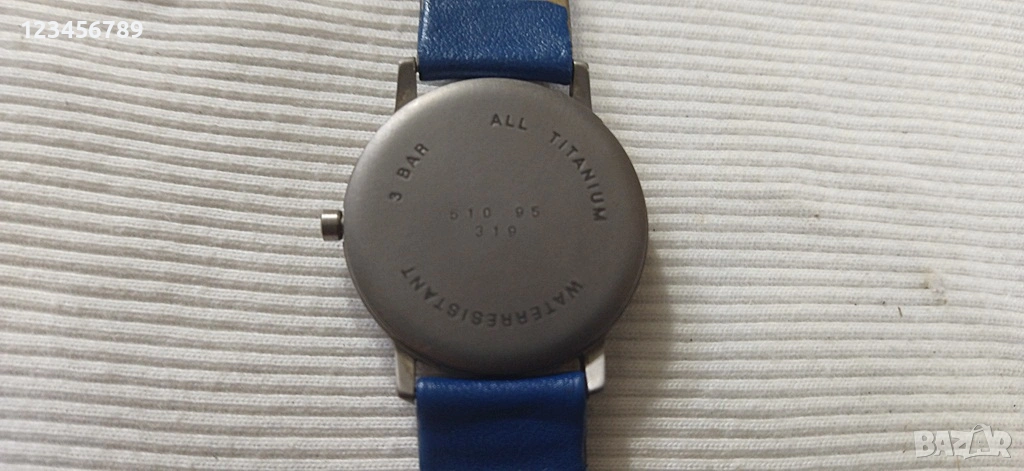 123456789
ALL TITANIUM
3 BAR
510.95
319
WATERRESISTANT
BAZAR